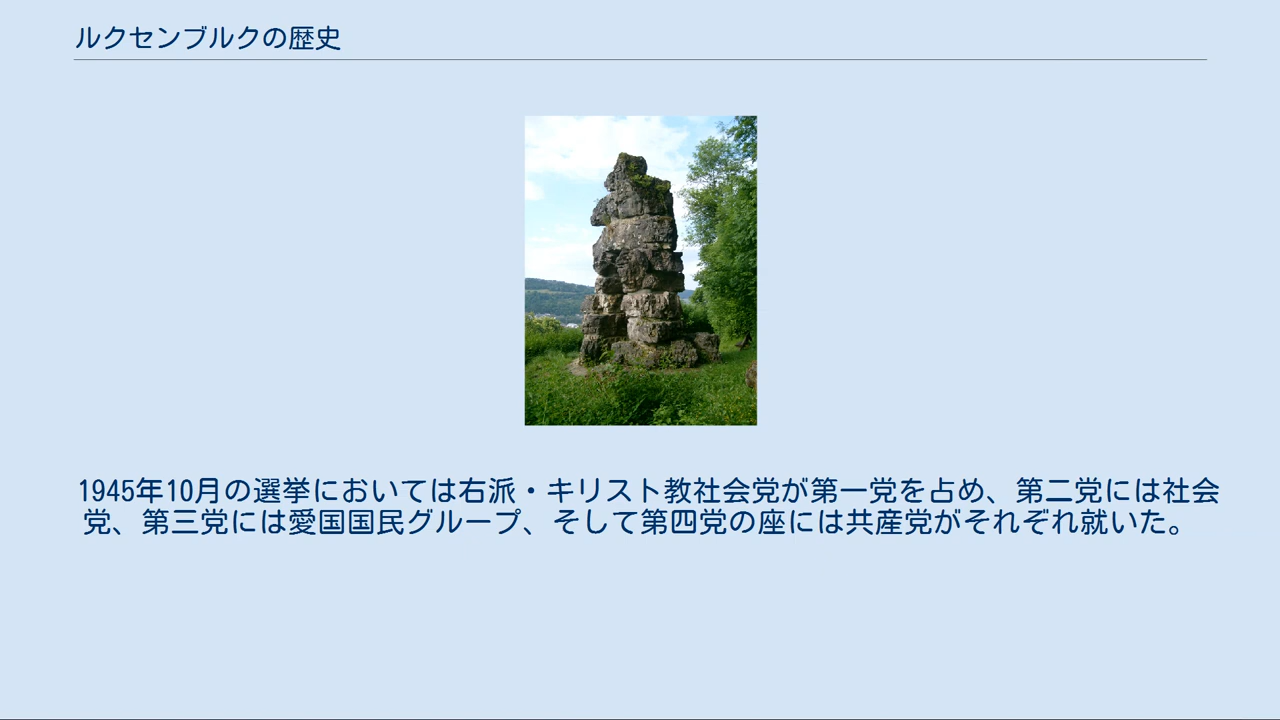 ルクセンブルクの歴史
1945年10月の選挙においては右派・キリスト教社会党が第一党を占め、第二党には社会
党、第三党には愛国国民グループ、そして第四党の座には共産党がそれぞれ就いた。